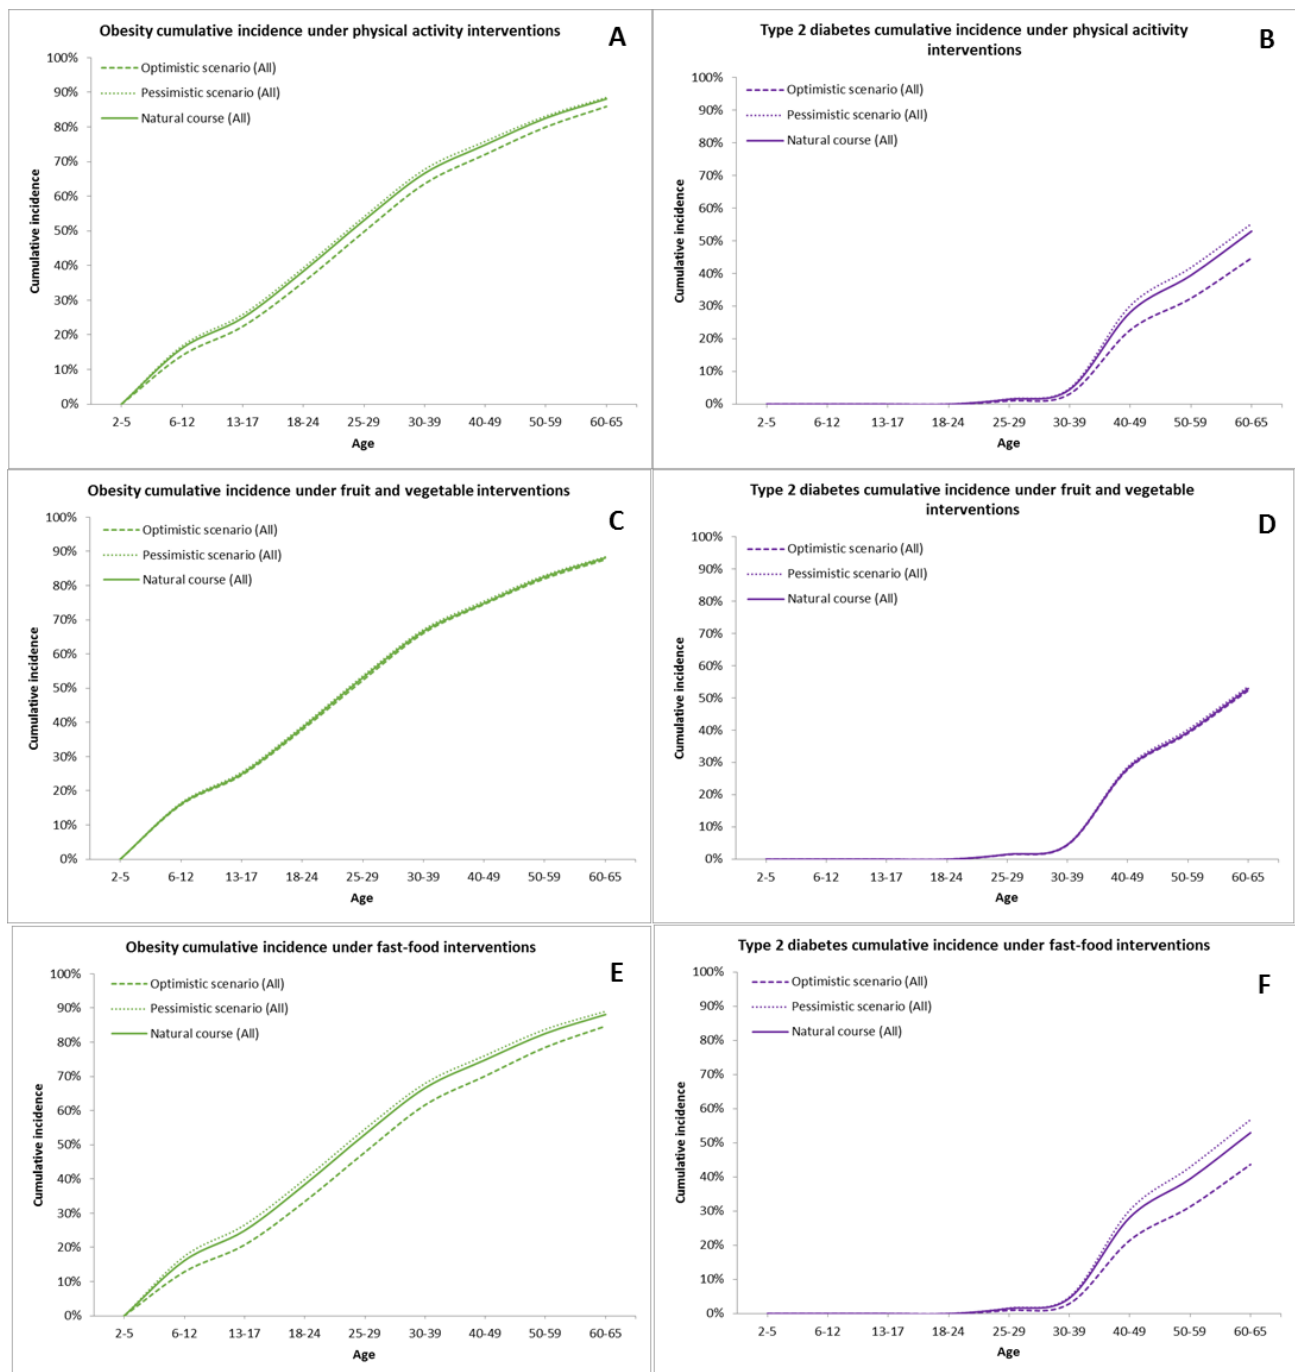 Obesity cumulative incidence under physical activity interventions
A
Optimistic scenario (All)
Pessimistic scenario (All)
Natural course (All)
100%
90%
80%
70%
60%
50%
40%
30%
20%
10%
0%
Cumulative incidence
2-5 6-12 13-17 18-24 25-29 30-39 40-49 50-59 60-65
Age
Type 2 diabetes cumulative incidence under physical acitivity
interventions
B
Optimistic scenario (All)
Pessimistic scenario (All)
Natural course (All)
100%
90%
80%
70%
60%
50%
40%
30%
20%
10%
0%
Cumulative incidence
2-5 6-12 13-17 18-24 25-29 30-39 40-49 50-59 60-65
Age
Obesity cumulative incidence under fruit and vegetable interventions
C
Optimistic scenario (All)
Pessimistic scenario (All)
Natural course (All)
100%
90%
80%
70%
60%
50%
40%
30%
20%
10%
0%
Cumulative incidence
2-5 6-12 13-17 18-24 25-29 30-39 40-49 50-59 60-65
Age
Type 2 diabetes cumulative incidence under fruit and vegetable
interventions
D
Optimistic scenario (All)
Pessimistic scenario (All)
Natural course (All)
100%
90%
80%
70%
60%
50%
40%
30%
20%
10%
0%
Cumulative incidence
2-5 6-12 13-17 18-24 25-29 30-39 40-49 50-59 60-65
Age
Obesity cumulative incidence under fast-food interventions
E
Optimistic scenario (All)
Pessimistic scenario (All)
Natural course (All)
100%
90%
80%
70%
60%
50%
40%
30%
20%
10%
0%
Cumulative incidence
2-5 6-12 13-17 18-24 25-29 30-39 40-49 50-59 60-65
Age
Type 2 diabetes cumulative incidence under fast-food interventions
F
Optimistic scenario (All)
Pessimistic scenario (All)
Natural course (All)
100%
90%
80%
70%
60%
50%
40%
30%
20%
10%
0%
Cumulative incidence
2-5 6-12 13-17 18-24 25-29 30-39 40-49 50-59 60-65
Age